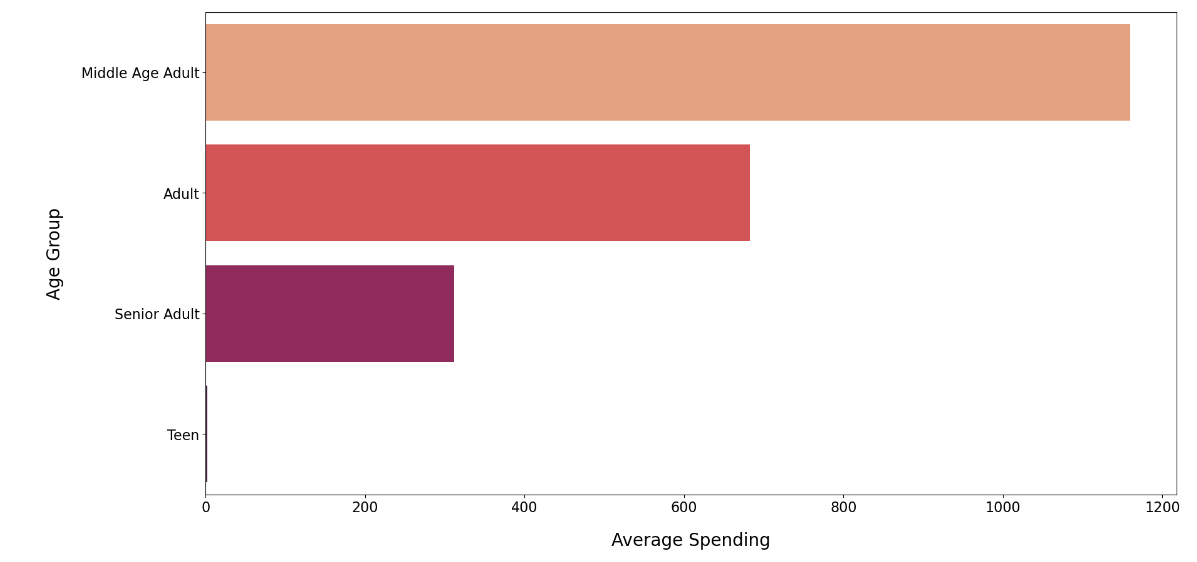 Middle Age Adult
Adult
Senior Adult
Teen
Age Group
0 200 400 600 800 1000 1200
Average Spending